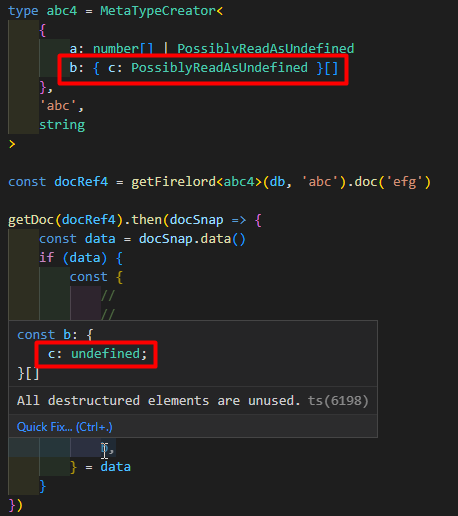 type abc4 = MetaTypeCreator<
{
a: number[] | PossiblyReadAsUndefined
b: { c: PossiblyReadAsUndefined }[]
},
'abc',
string
>
const docRef4 = getFirelord<abc4>(db, 'abc').doc('efg')
getDoc(docRef4).then(docSnap => {
const data = docSnap.data()
if (data) {
const {
//
//
const b: {
c: undefined;
}[]
All destructured elements are unused. ts(6198)
Quick Fix... (Ctrl+.)
b,
} = data
}
})